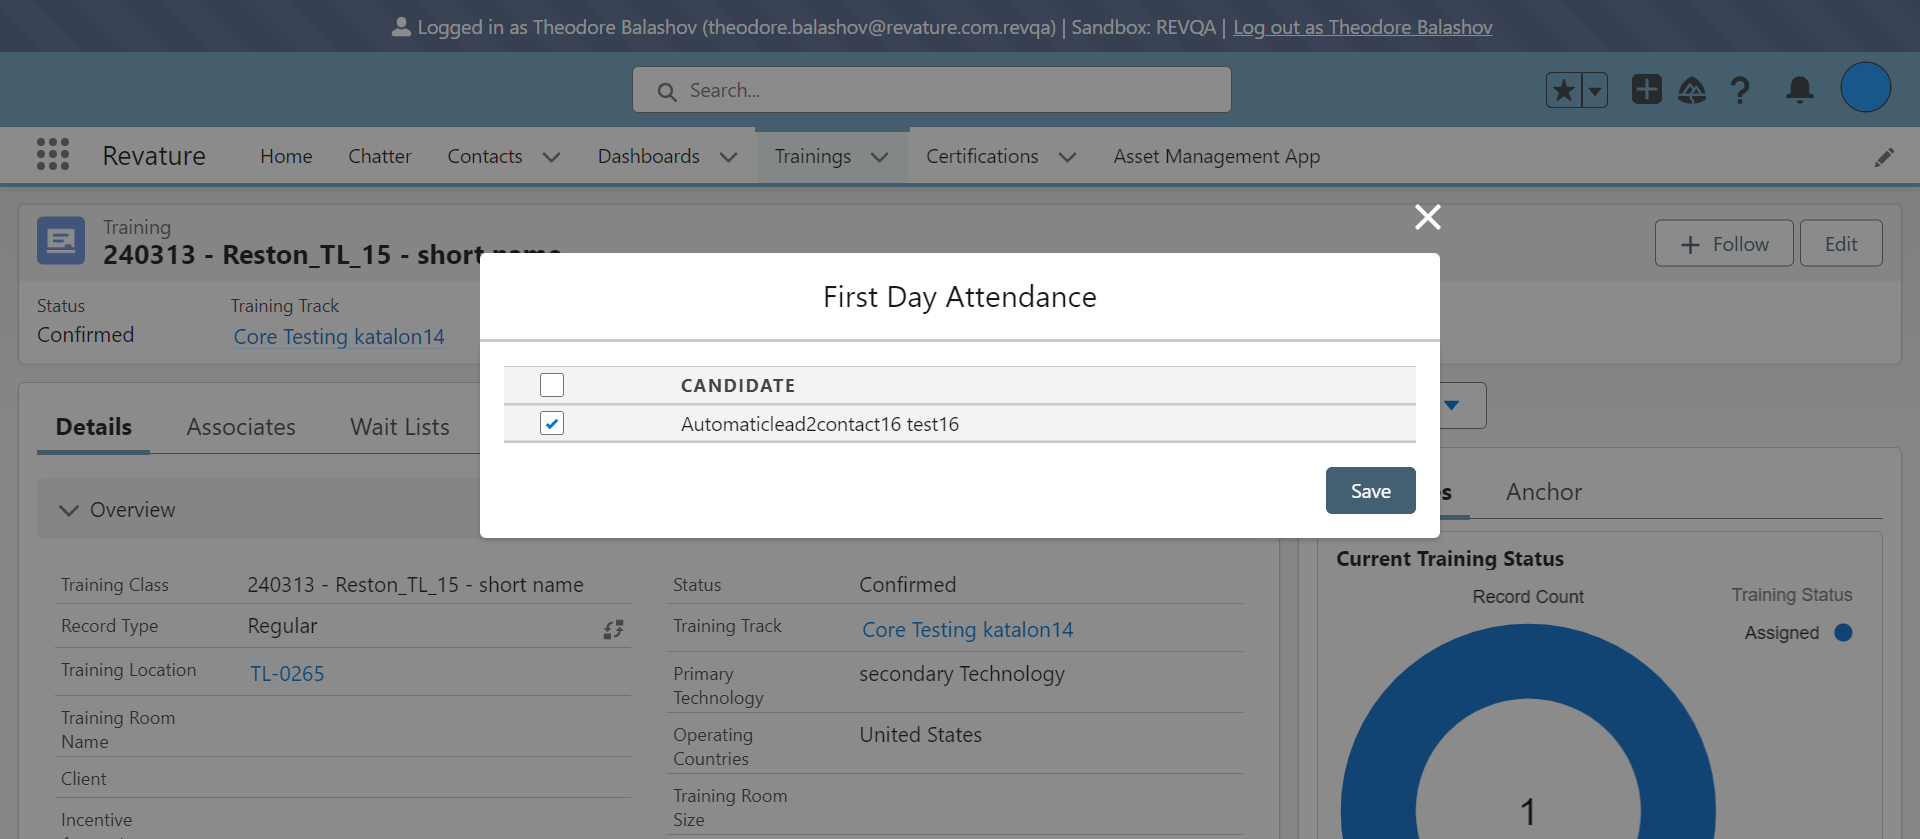 Logged in as Theodore Balashov (theodore.balashov@revature.com.revqa) | Sandbox: REVQA | Log out as Theodore Balashov
Search...
Revature
Home
Chatter
Contacts
Dashboards
Trainings
Certifications
Asset Management App
Training
240313 - Reston_TL_15 - short name
Follow
Edit
Status
Training Track
Confirmed
Core Testing katalon14
First Day Attendance
CANDIDATE
Automaticlead2contact16 test16
Save
Details
Associates
Wait Lists
Anchor
Overview
Training Class
240313 - Reston_TL_15 - short name
Status
Confirmed
Record Type
Regular
Training Track
Core Testing katalon14
Training Location
TL-0265
Primary
Technology
secondary Technology
Training Room
Name
Operating
Countries
United States
Client
Training Room
Size
Incentive
Current Training Status
Record Count
Training Status
Assigned
1